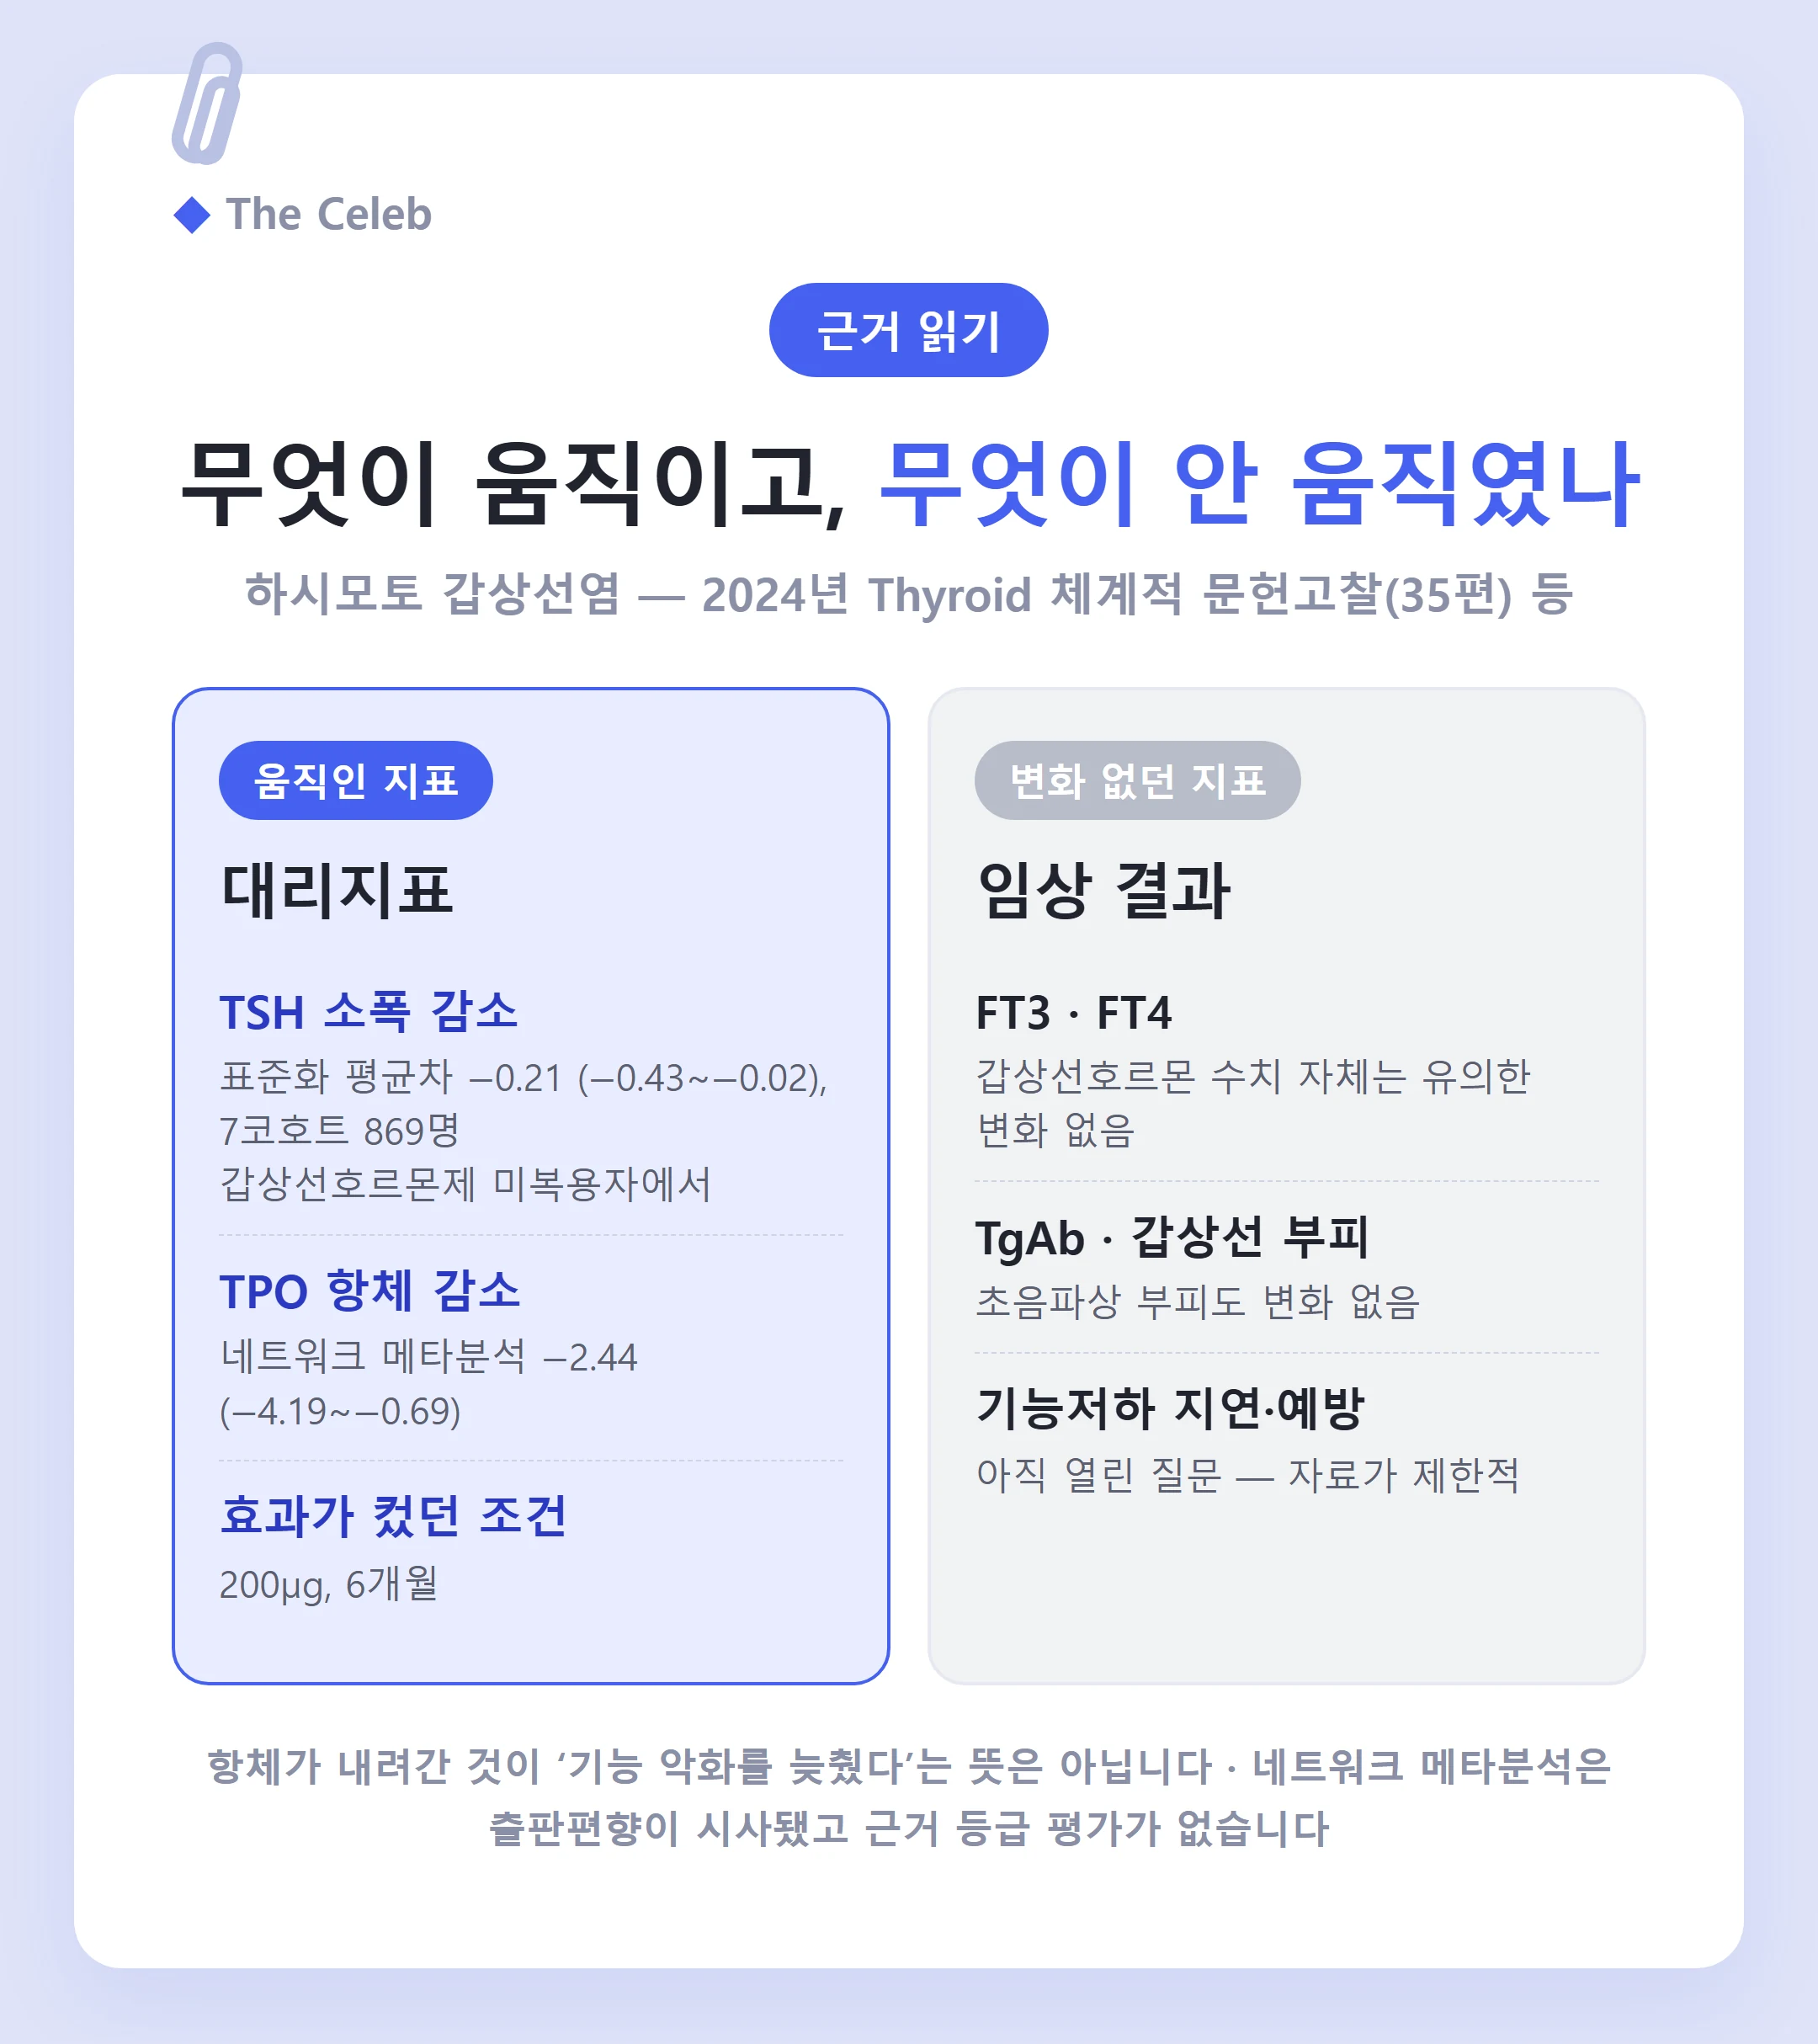 The Celeb
근거 읽기
무엇이 움직이고, 무엇이 안 움직였나
하시모토 갑상선염 — 2024년 Thyroid 체계적 문헌고찰(35편) 등
움직인 지표
대리지표
TSH 소폭 감소
표준화 평균차 −0.21 (−0.43~−0.02),
7코호트 869명
갑상선호르몬제 미복용자에서
TPO 항체 감소
네트워크 메타분석 −2.44
(−4.19~−0.69)
효과가 컸던 조건
200µg, 6개월
변화 없던 지표
임상 결과
FT3 · FT4
갑상선호르몬 수치 자체는 유의한
변화 없음
TgAb · 갑상선 부피
초음파상 부피도 변화 없음
기능저하 지연·예방
아직 열린 질문 — 자료가 제한적
항체가 내려간 것이 ‘기능 악화를 늦췄다’는 뜻은 아닙니다 · 네트워크 메타분석은
출판편향이 시사됐고 근거 등급 평가가 없습니다